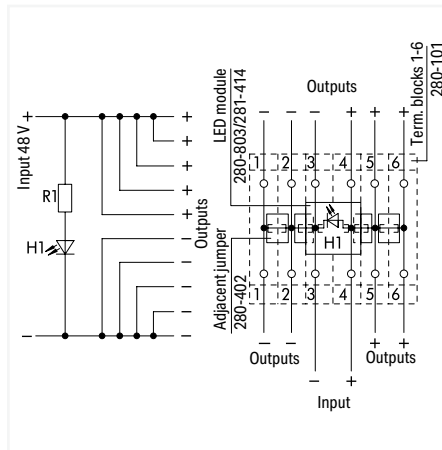 Input 48 V
+
R1
H1
−
+
+
+
+
+
Outputs
−
−
−
−
−
LED module
280-803/281-414
Term. blocks 1-6
280-101
Outputs
− − − + + +
1 2 3 4 5 6
H1
Adjacent jumper
280-402
1 2 3 4 5 6
− − + +
Outputs Outputs
− +
Input